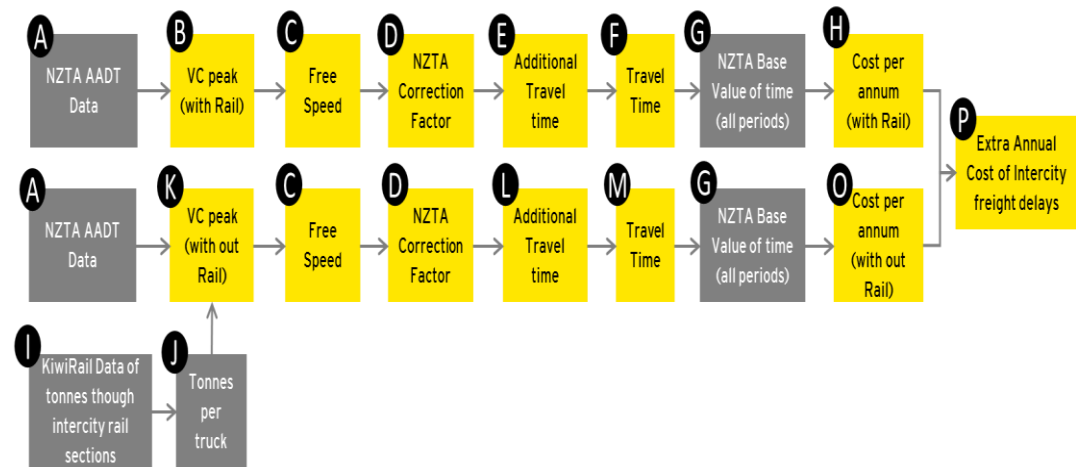 A
NZTA AADT
Data
B
VC peak
(with Rail)
C
Free
Speed
D
NZTA
Correction
Factor
E
Additional
Travel
time
F
Travel
Time
G
NZTA Base
Value of time
(all periods)
H
Cost per
annum
(with Rail)
P
Extra Annual
Cost of Intercity
freight delays
A
NZTA AADT
Data
K
VC peak
(with out
Rail)
C
Free
Speed
D
NZTA
Correction
Factor
L
Additional
Travel
time
M
Travel
Time
G
NZTA Base
Value of time
(all periods)
O
Cost per
annum
(with out
Rail)
I
KiwiRail Data of
tonnes though
intercity rail
sections
J
Tonnes
per
truck